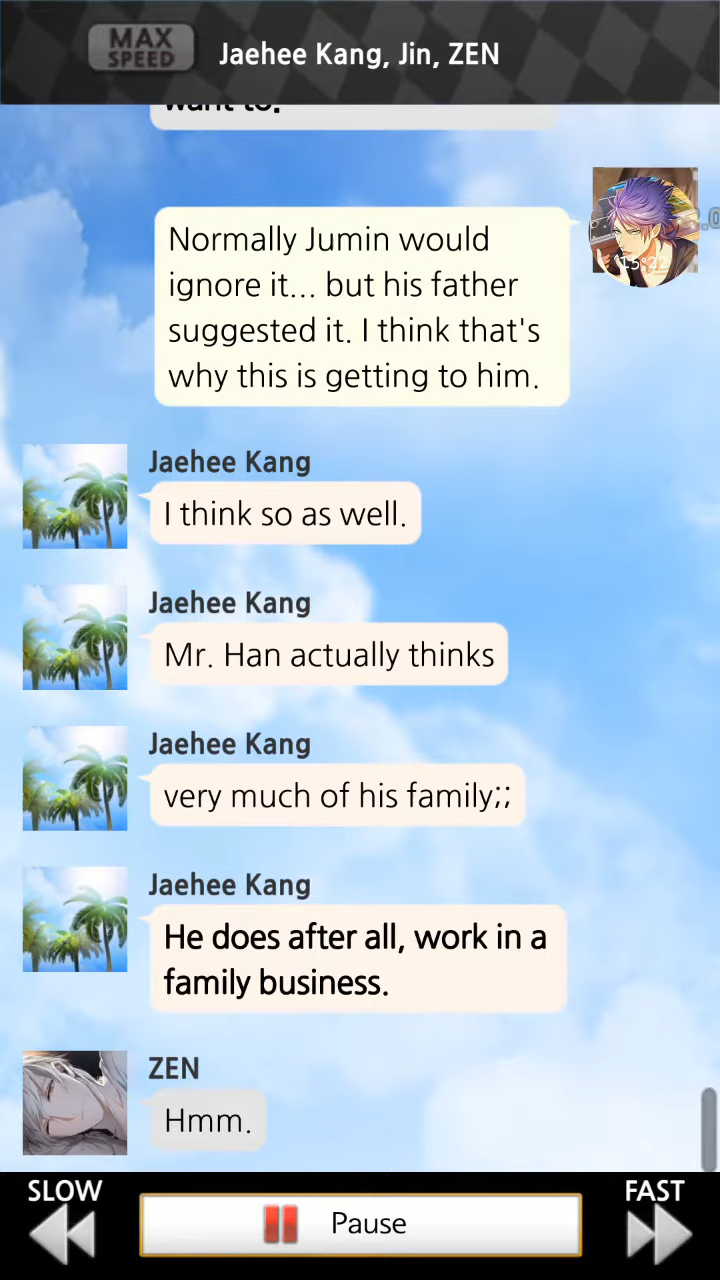 MAX
SPEED
Jaehee Kang, Jin, ZEN
want to.
Normally Jumin would
ignore it... but his father
suggested it. I think that's
why this is getting to him.
Jaehee Kang
I think so as well.
Jaehee Kang
Mr. Han actually thinks
Jaehee Kang
very much of his family;;
Jaehee Kang
He does after all, work in a
family business.
ZEN
Hmm.
SLOW
Pause
FAST